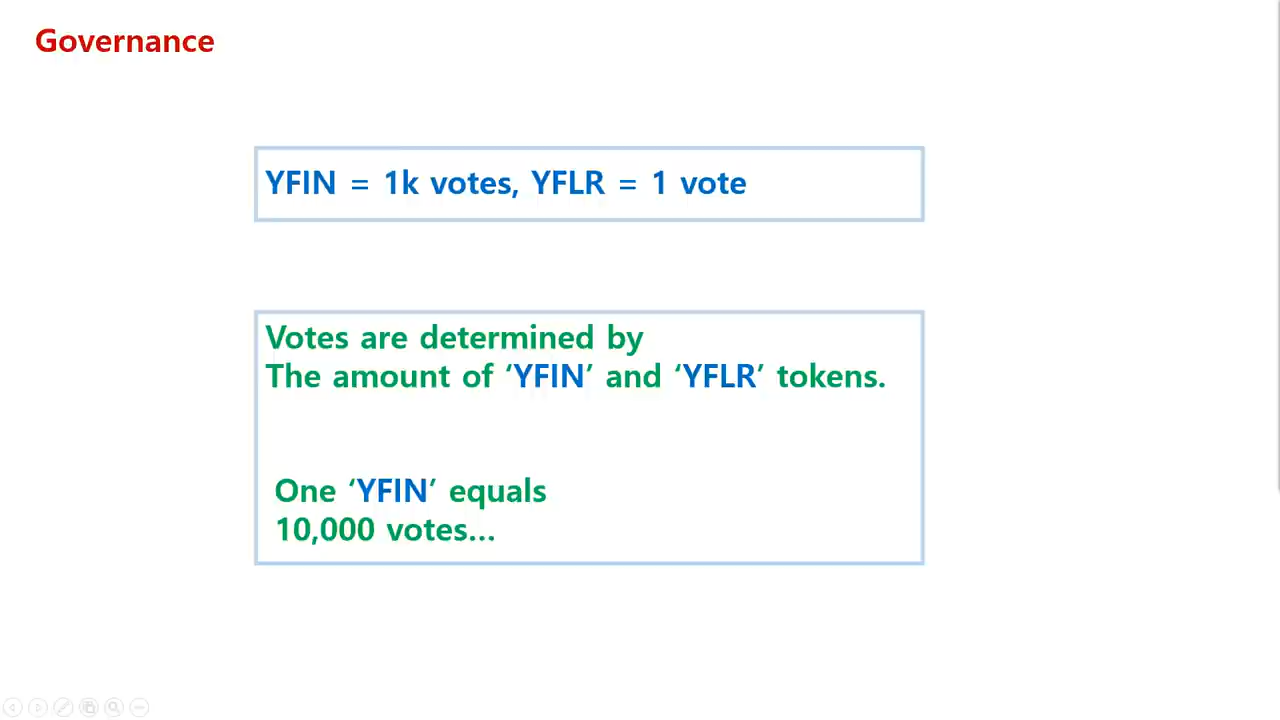 Governance
YFIN = 1k votes, YFLR = 1 vote
Votes are determined by
The amount of ‘YFIN’ and ‘YFLR’ tokens.
One ‘YFIN’ equals
10,000 votes...